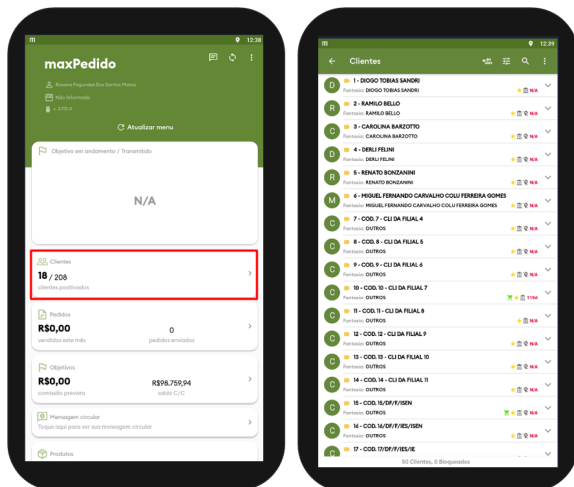 12:38
maxPedido
Rosana Fagundes Dos Santos Matos
Não Informado
Atualizar menu
Objetivo em andamento / Transmitido
N/A
Clientes
18 / 208
clientes positivados
Pedidos
R$0,00
0
vendidos este mês
pedidos enviados
Objetivos
R$0,00
R$98.759,94
comissão prevista
saldo C/C
Mensagem circular
Toque aqui para ver sua mensagem circular
Produtos
12:39
Clientes
1 - DIOGO TOBIAS SANDRI
Fantasia: DIOGO TOBIAS SANDRI
N/A
2 - RAMILO BELLO
Fantasia: RAMILO BELLO
N/A
3 - CAROLINA BARZOTTO
Fantasia: CAROLINA BARZOTTO
N/A
4 - DERLI FELINI
Fantasia: DERLI FELINI
N/A
5 - RENATO BONZANINI
Fantasia: RENATO BONZANINI
N/A
6 - MIGUEL FERNANDO CARVALHO COLU FERREIRA GOMES
Fantasia: MIGUEL FERNANDO CARVALHO COLU FERREIRA GOMES
N/A
7 - COD. 7 - CLI DA FILIAL 4
Fantasia: OUTROS
N/A
8 - COD. 8 - CLI DA FILIAL 5
Fantasia: OUTROS
N/A
9 - COD. 9 - CLI DA FILIAL 6
Fantasia: OUTROS
N/A
10 - COD. 10 - CLI DA FILIAL 7
Fantasia: OUTROS
11 - COD. 11 - CLI DA FILIAL 8
Fantasia: OUTROS
N/A
12 - COD. 12 - CLI DA FILIAL 9
Fantasia: OUTROS
N/A
13 - COD. 13 - CLI DA FILIAL 10
Fantasia: OUTROS
N/A
14 - COD. 14 - CLI DA FILIAL 11
Fantasia: OUTROS
N/A
15 - COD. 15/DF/F/ISEN
Fantasia: OUTROS
N/A
16 - COD. 16/DF/F/IES/ISEN
Fantasia: OUTROS
N/A
17 - COD. 17/DF/F/IES/IE
50 Clientes, 0 Bloqueados